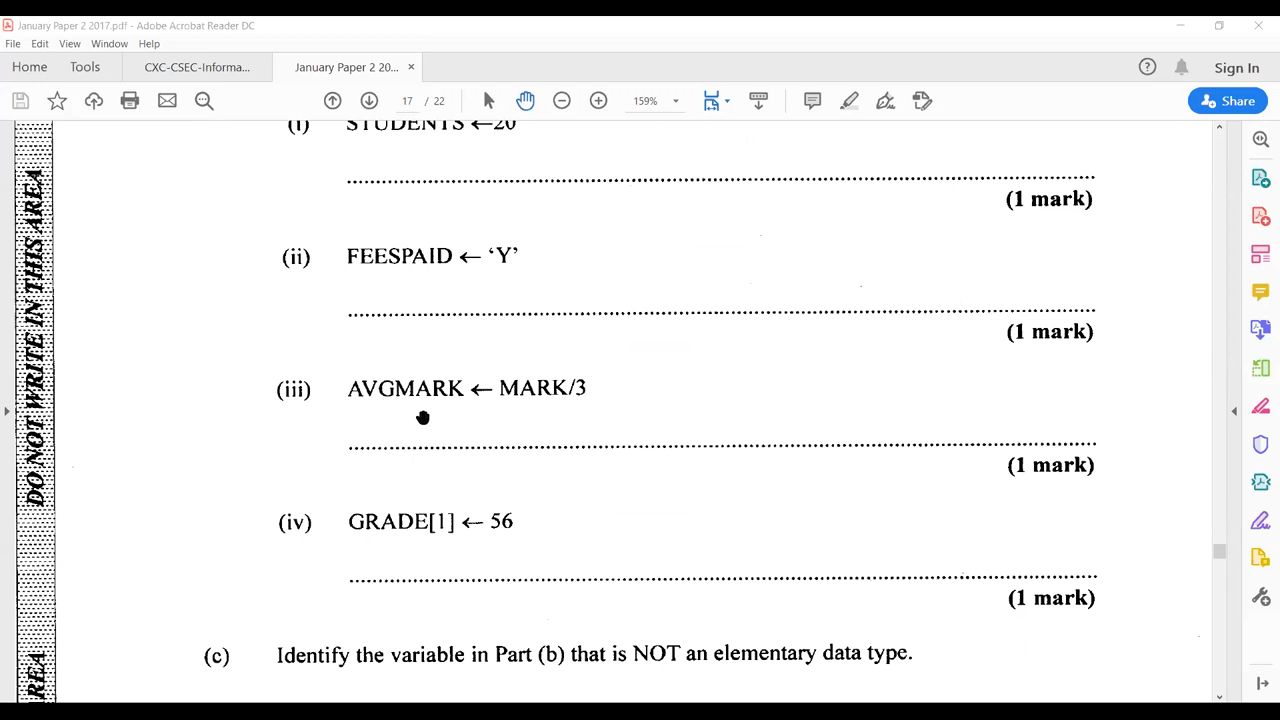 January Paper 2 2017.pdf - Adobe Acrobat Reader DC
File Edit View Window Help
Home Tools CXC-CSEC-Informa... January Paper 2 20... ×
Sign In
17 / 22 159% Share
(i) STUDENTS ←20
(1 mark)
(ii) FEESPAID ← ‘Y’
(1 mark)
(iii) AVGMARK ← MARK/3
(1 mark)
(iv) GRADE[1] ← 56
(1 mark)
(c) Identify the variable in Part (b) that is NOT an elementary data type.
DO NOT WRITE IN THIS AREA
AREA